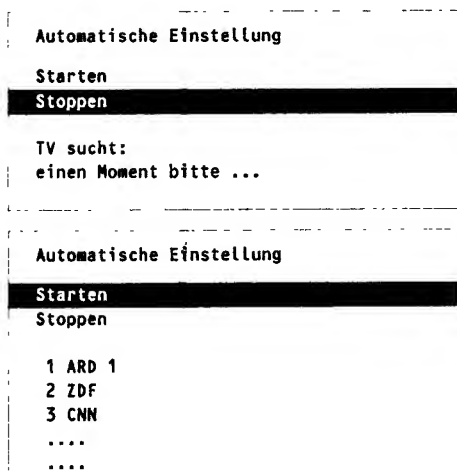 Automatische Einstellung
Starten
Stoppen
TV sucht:
einen Moment bitte ...
Automatische Einstellung
Starten
Stoppen
1 ARD 1
2 ZDF
3 CNN
....
....